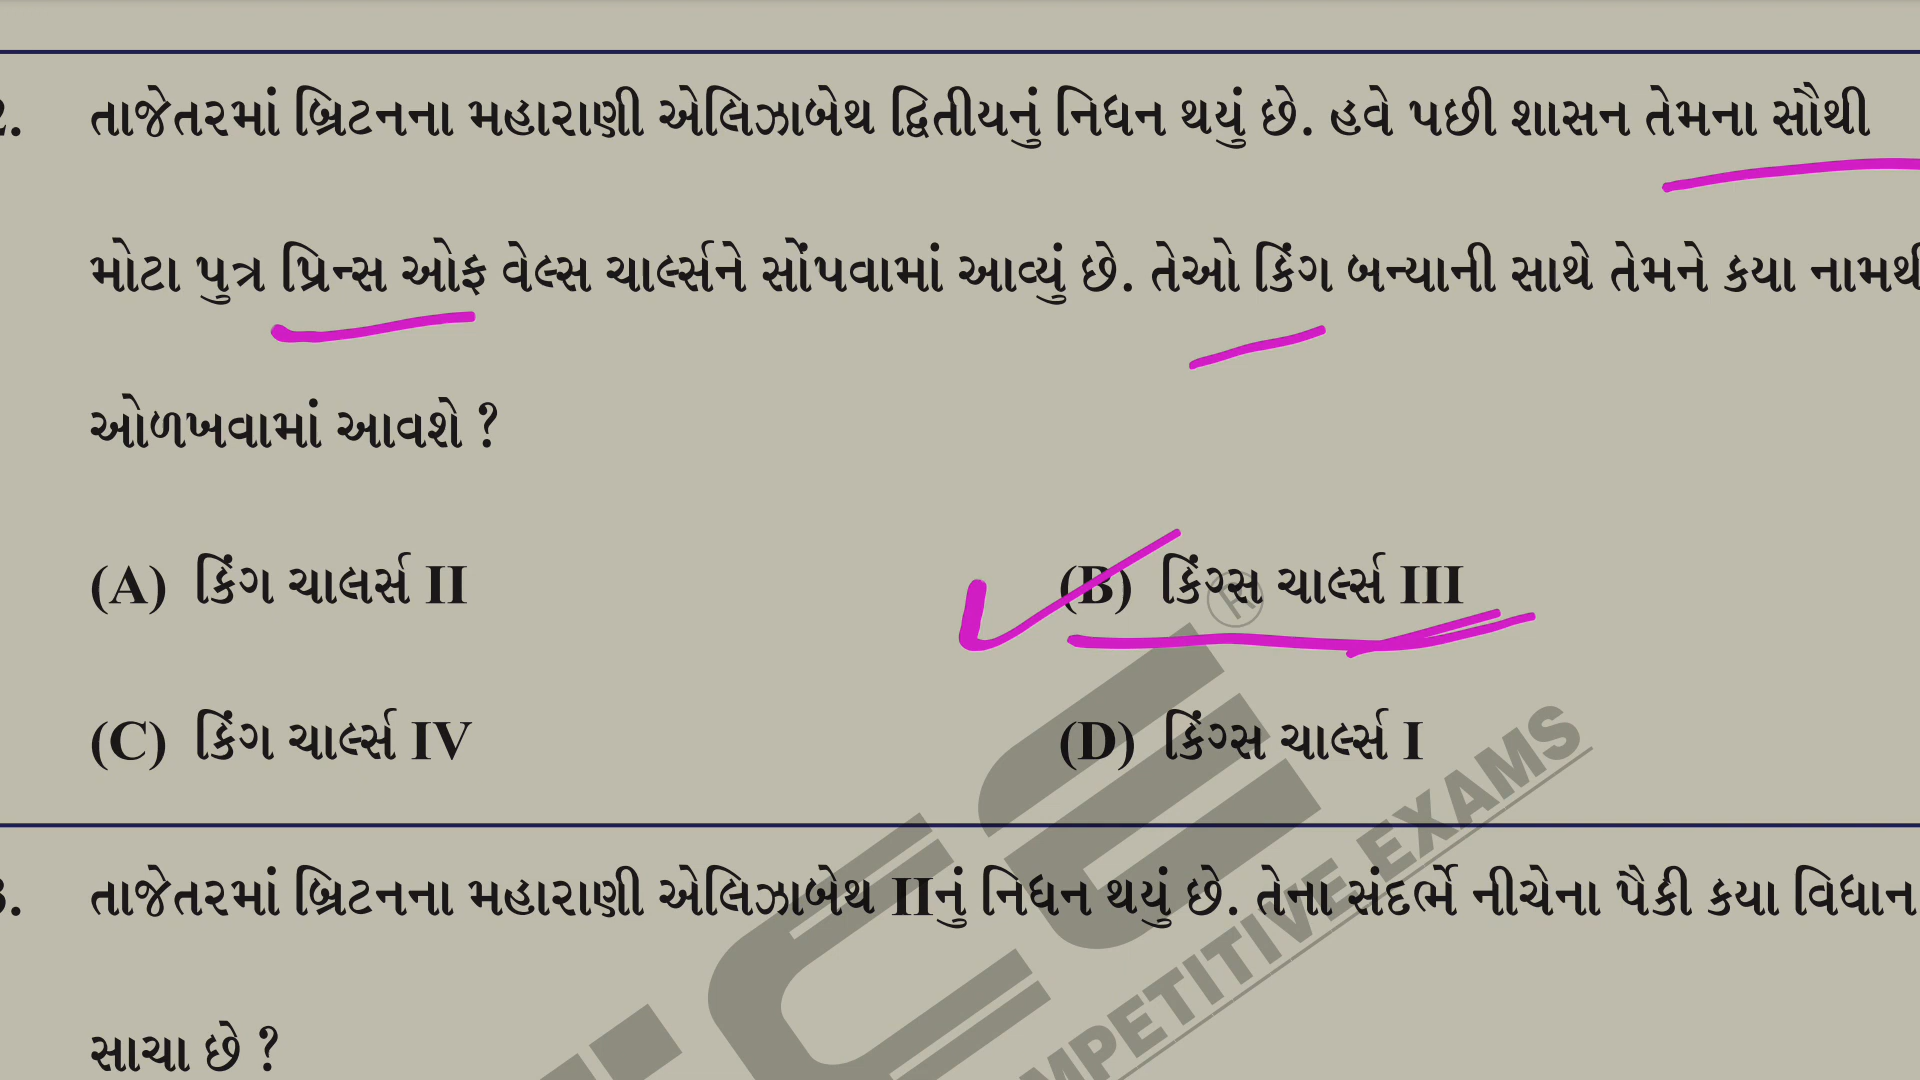 2. તાજેતરમાં બ્રિટનના મહારાણી એલિઝાબેથ દ્વિતીયનું નિધન થયું છે. હવે પછી શાસન તેમના સૌથી
મોટા પુત્ર પ્રિન્સ ઓફ વેલ્સ ચાર્લ્સને સોંપવામાં આવ્યું છે. તેઓ કિંગ બન્યાની સાથે તેમને કયા નામથી
ઓળખવામાં આવશે ?
(A) કિંગ ચાલર્સ II (B) કિંગ્સ ચાર્લ્સ III
(C) કિંગ ચાર્લ્સ IV (D) કિંગ્સ ચાર્લ્સ I
3. તાજેતરમાં બ્રિટનના મહારાણી એલિઝાબેથ IIનું નિધન થયું છે. તેના સંદર્ભે નીચેના પૈકી કયા વિધાન
સાચા છે ?
EXAMS